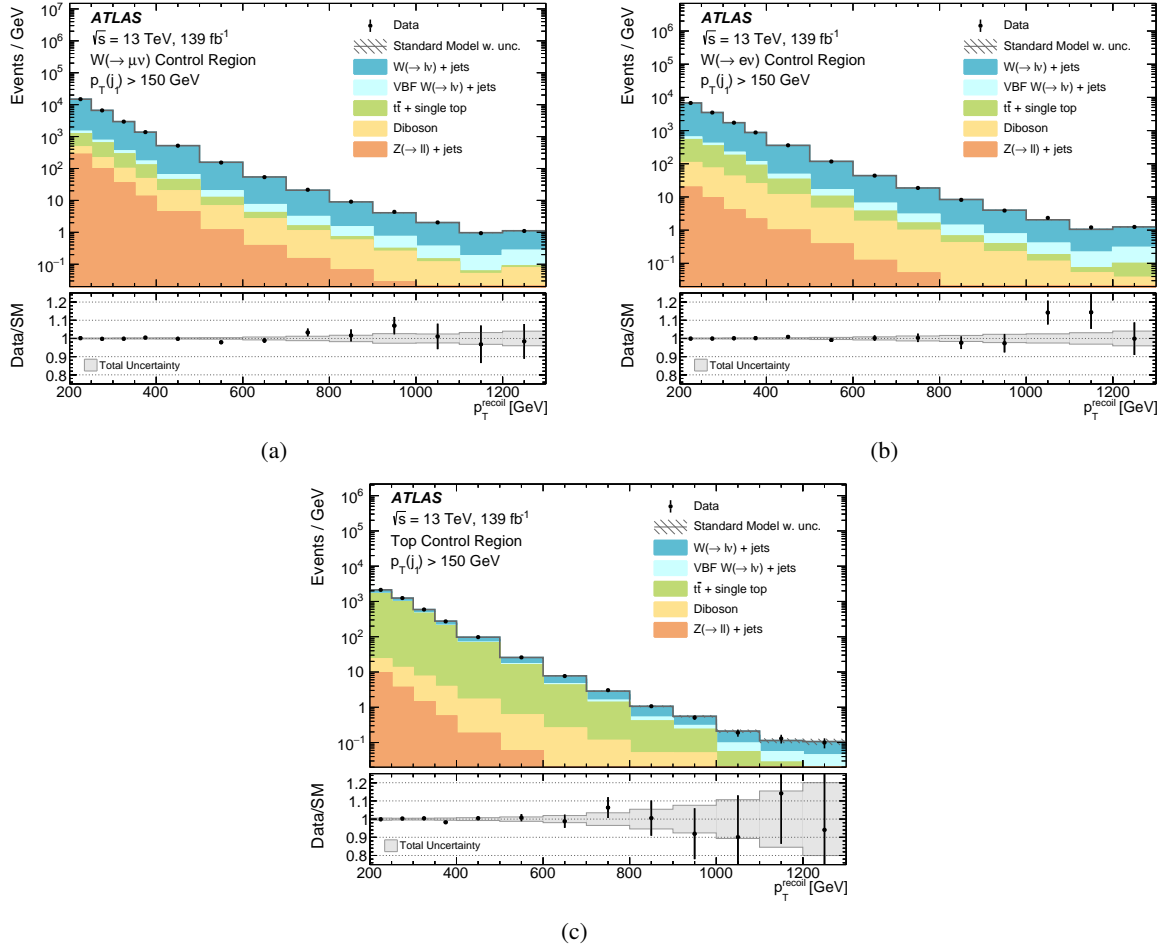 ATLAS
√s = 13 TeV, 139 fb⁻¹
W(→ μν) Control Region
p_T(j₁) > 150 GeV
Data
Standard Model w. unc.
W(→ lν) + jets
VBF W(→ lν) + jets
tt̄ + single top
Diboson
Z(→ ll) + jets
Events / GeV
10⁷
10⁶
10⁵
10⁴
10³
10²
10
1
10⁻¹
Data/SM
1.2
1.1
1
0.9
0.8
Total Uncertainty
200 400 600 800 1000 1200
p_T^recoil [GeV]
(a)
ATLAS
√s = 13 TeV, 139 fb⁻¹
W(→ eν) Control Region
p_T(j₁) > 150 GeV
Data
Standard Model w. unc.
W(→ lν) + jets
VBF W(→ lν) + jets
tt̄ + single top
Diboson
Z(→ ll) + jets
Events / GeV
10⁶
10⁵
10⁴
10³
10²
10
1
10⁻¹
Data/SM
1.2
1.1
1
0.9
0.8
Total Uncertainty
200 400 600 800 1000 1200
p_T^recoil [GeV]
(b)
ATLAS
√s = 13 TeV, 139 fb⁻¹
Top Control Region
p_T(j₁) > 150 GeV
Data
Standard Model w. unc.
W(→ lν) + jets
VBF W(→ lν) + jets
tt̄ + single top
Diboson
Z(→ ll) + jets
Events / GeV
10⁶
10⁵
10⁴
10³
10²
10
1
10⁻¹
Data/SM
1.2
1.1
1
0.9
0.8
Total Uncertainty
200 400 600 800 1000 1200
p_T^recoil [GeV]
(c)